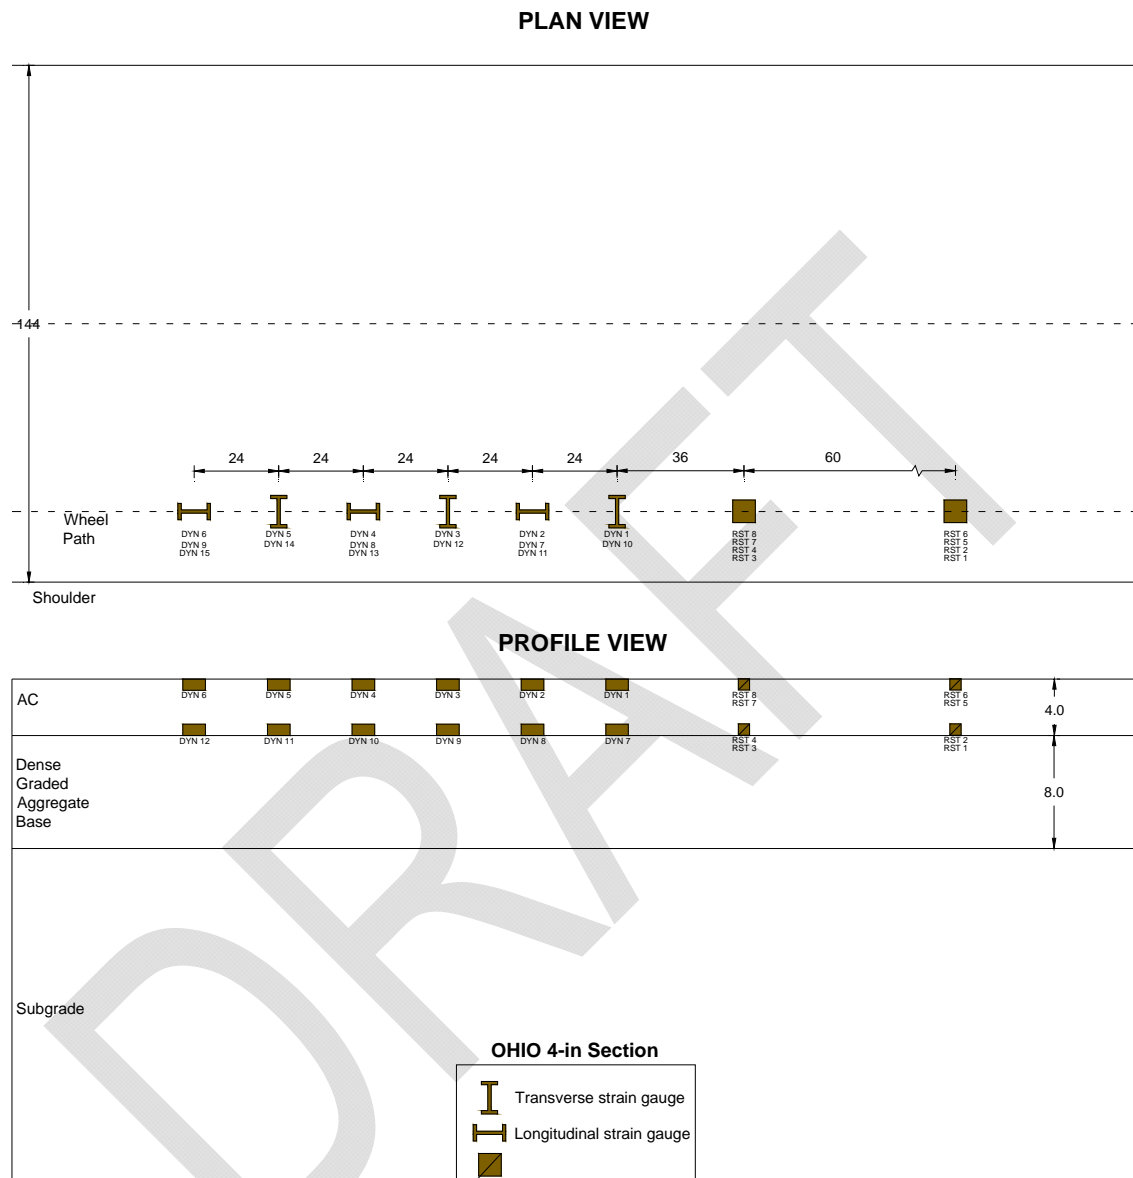 PLAN VIEW
144
24 24 24 24 24 36 60
Wheel
Path
DYN 6 DYN 5 DYN 4 DYN 3 DYN 2 DYN 1 RST 8 RST 6
DYN 9 DYN 14 DYN 8 DYN 12 DYN 7 DYN 10 RST 7 RST 5
DYN 15 DYN 13 DYN 11 RST 4 RST 2
RST 3 RST 1
Shoulder
PROFILE VIEW
AC
DYN 6 DYN 5 DYN 4 DYN 3 DYN 2 DYN 1 RST 8 RST 6
RST 7 RST 5
4.0
DYN 12 DYN 11 DYN 10 DYN 9 DYN 8 DYN 7 RST 4 RST 2
RST 3 RST 1
Dense
Graded
Aggregate
Base
8.0
Subgrade
OHIO 4-in Section
Transverse strain gauge
Longitudinal strain gauge
DRAFT